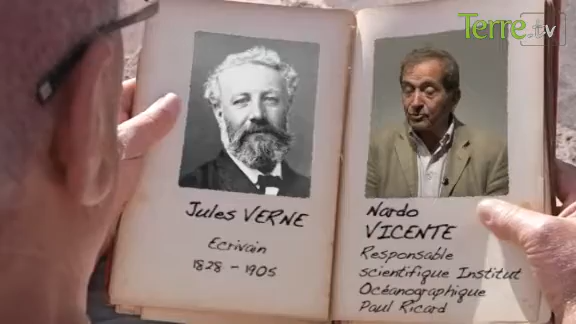 Terre.tv
Jules VERNE
Ecrivain
1828 - 1905
Nardo
VICENTE
Responsable
scientifique Institut
Océanographique
Paul Ricard